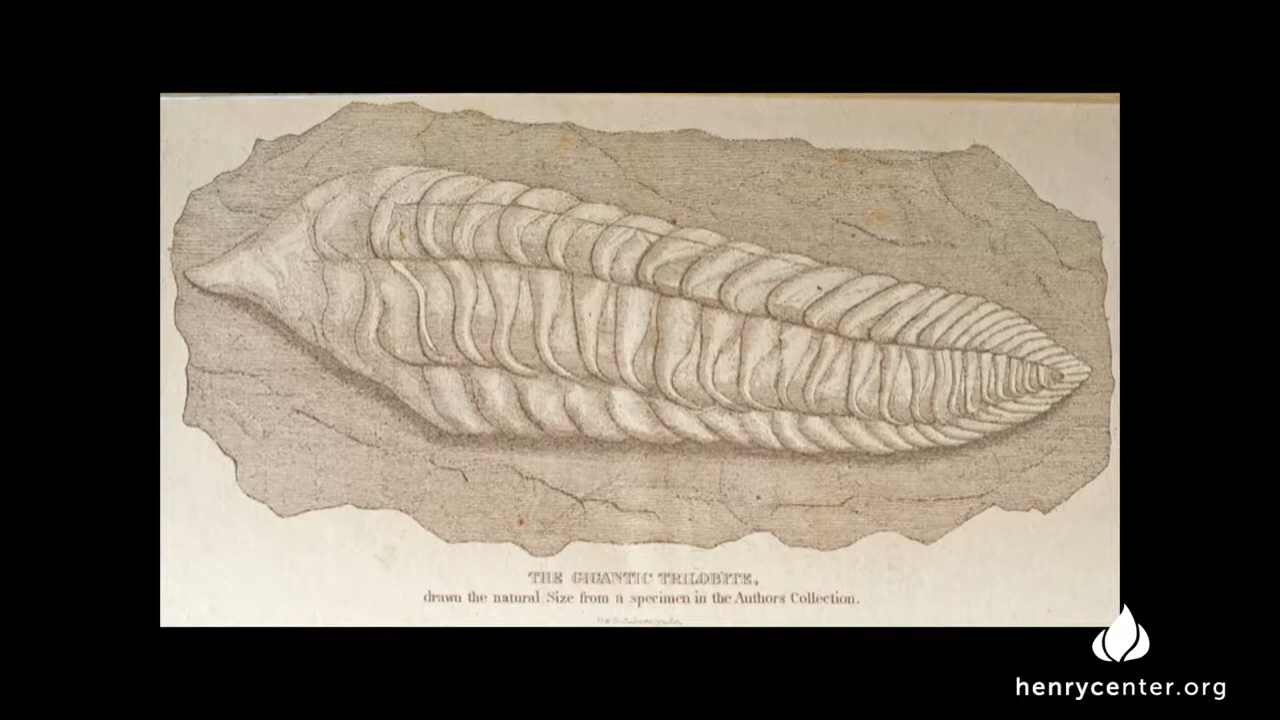 THE GIGANTIC TRILOBITE,
drawn the natural Size from a specimen in the Authors Collection.
henrycenter.org